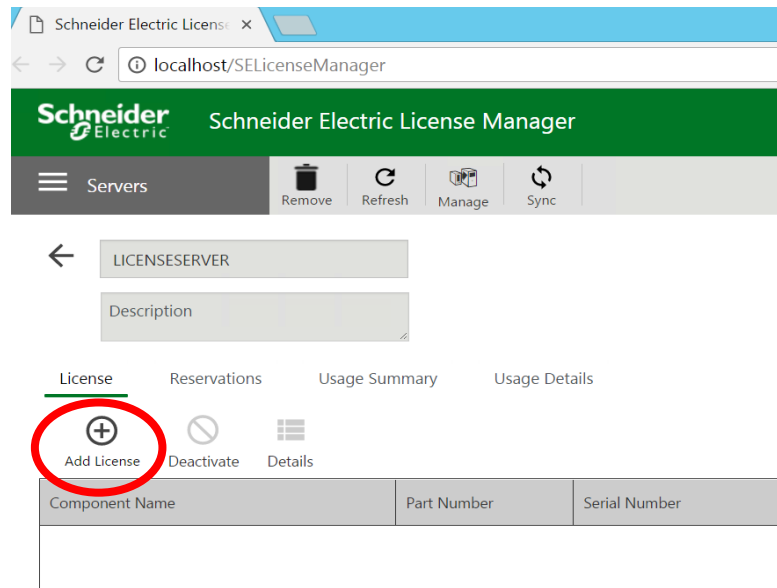 Schneider Electric License
localhost/SELicenseManager
Schneider Electric Schneider Electric License Manager
Servers Remove Refresh Manage Sync
LICENSESERVER
Description
License Reservations Usage Summary Usage Details
Add License Deactivate Details
Component Name Part Number Serial Number